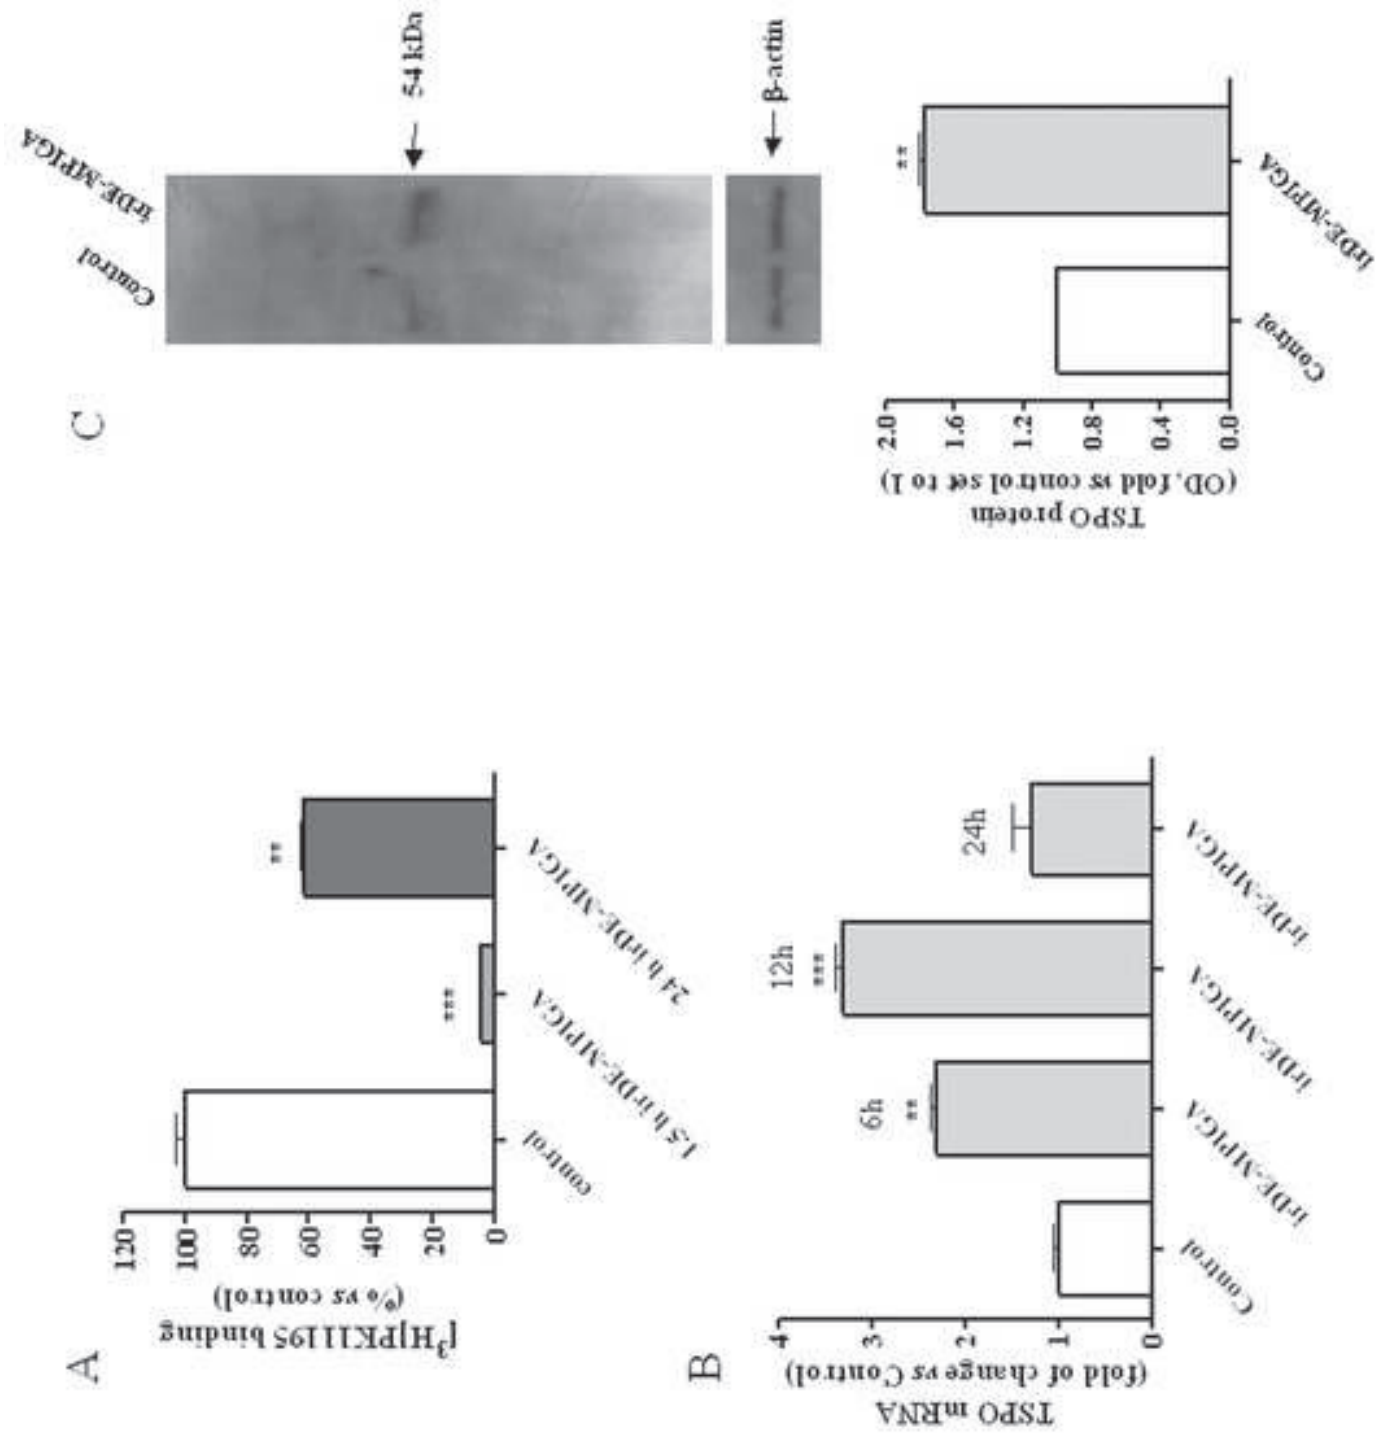 A
[³H]PK11195 binding
(% vs control)
120
100
80
60
40
20
0
***
**
control
1,5 h irDE-MPIGA
24 h irDE-MPIGA
B
TSPO mRNA
(fold of change vs Control)
4
3
2
1
0
6h
**
12h
***
24h
Control
irDE-MPIGA
irDE-MPIGA
irDE-MPIGA
C
Control
irDE-MPIGA
54 kDa
β-actin
TSPO protein
(OD, fold vs control set to 1)
2.0
1.6
1.2
0.8
0.4
0.0
**
Control
irDE-MPIGA